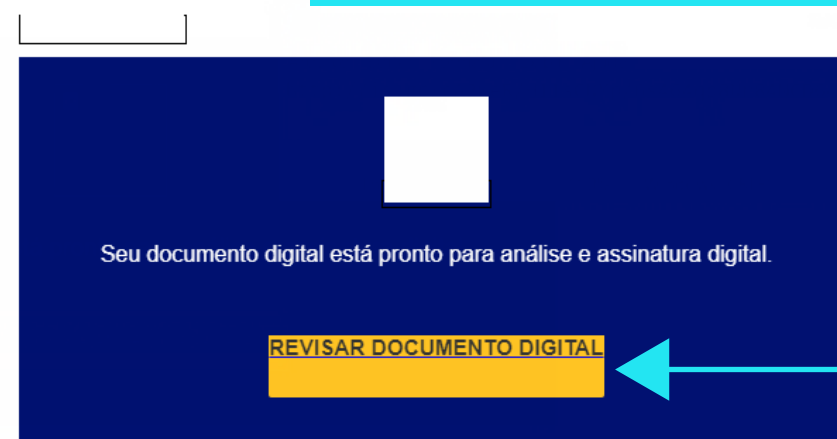 Seu documento digital está pronto para análise e assinatura digital.
REVISAR DOCUMENTO DIGITAL